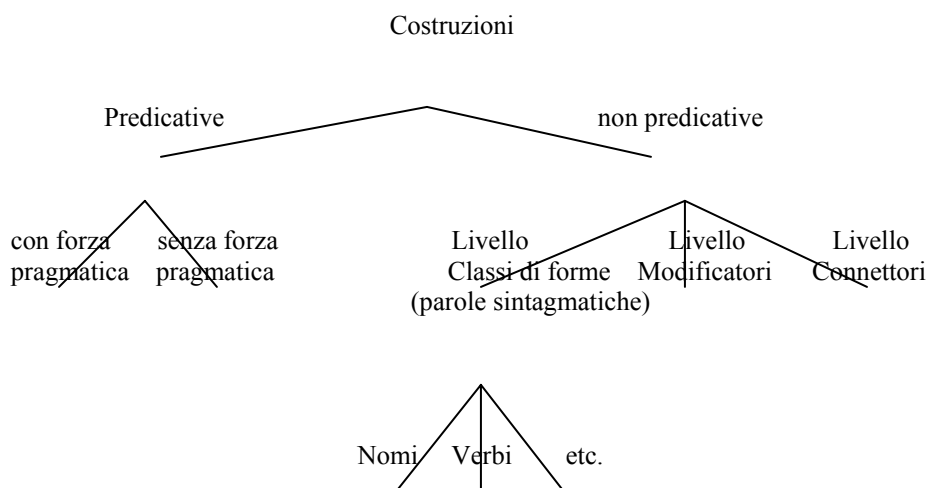 Costruzioni
Predicative non predicative
con forza senza forza Livello Livello Livello
pragmatica pragmatica Classi di forme Modificatori Connettori
(parole sintagmatiche)
Nomi Verbi etc.